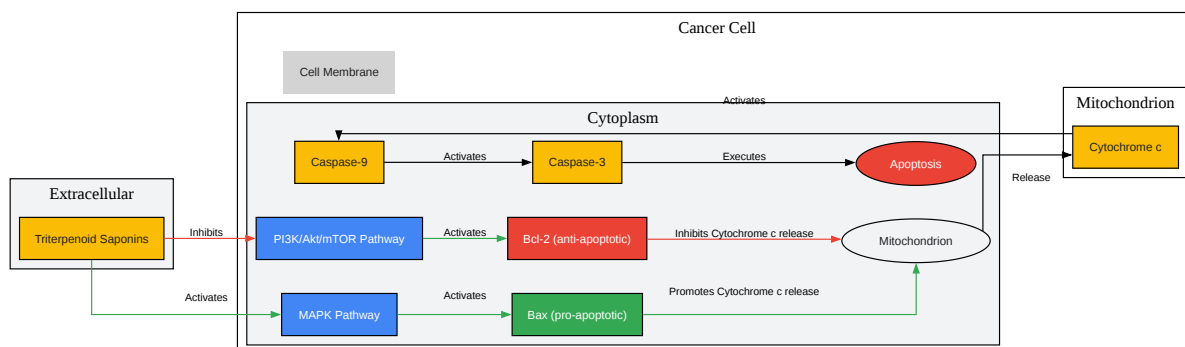 Cancer Cell
Cell Membrane
Activates
Mitochondrion
Cytoplasm
Cytochrome c
Caspase-9
Activates
Caspase-3
Executes
Apoptosis
Release
Extracellular
Triterpenoid Saponins
Inhibits
PI3K/Akt/mTOR Pathway
Activates
Bcl-2 (anti-apoptotic)
Inhibits Cytochrome c release
Mitochondrion
Activates
MAPK Pathway
Activates
Bax (pro-apoptotic)
Promotes Cytochrome c release